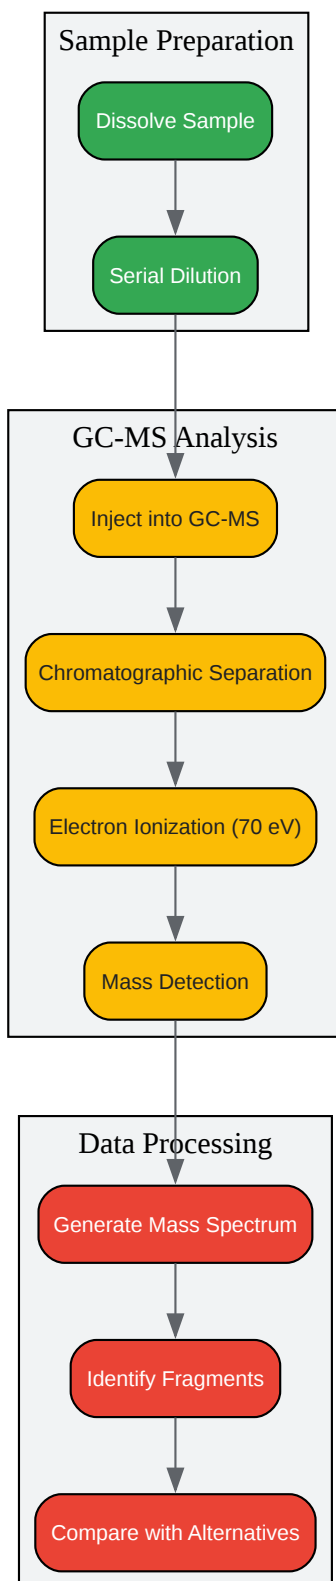 Sample Preparation
Dissolve Sample
Serial Dilution
GC-MS Analysis
Inject into GC-MS
Chromatographic Separation
Electron Ionization (70 eV)
Mass Detection
Data Processing
Generate Mass Spectrum
Identify Fragments
Compare with Alternatives